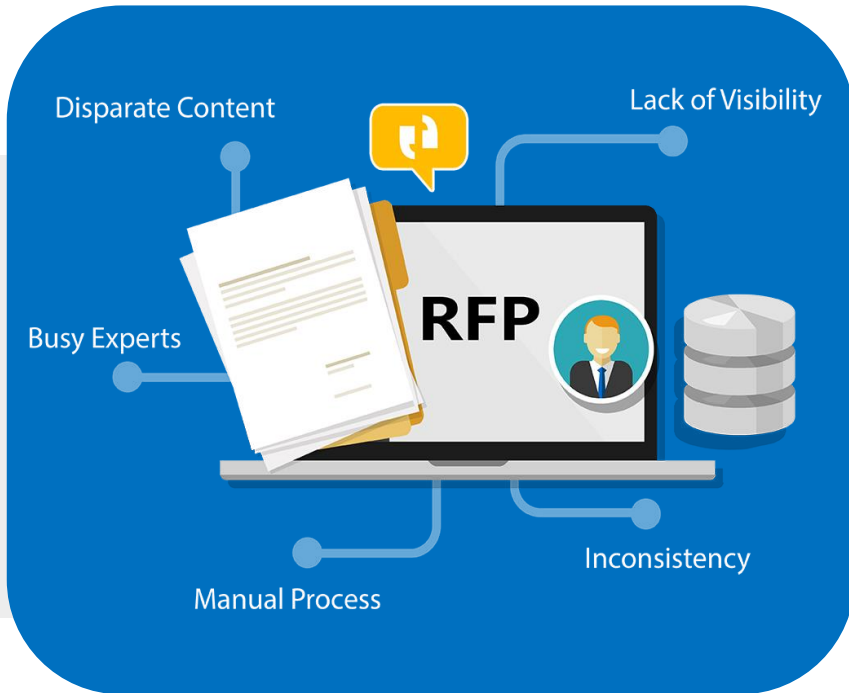 Disparate Content
Lack of Visibility
RFP
Busy Experts
Inconsistency
Manual Process